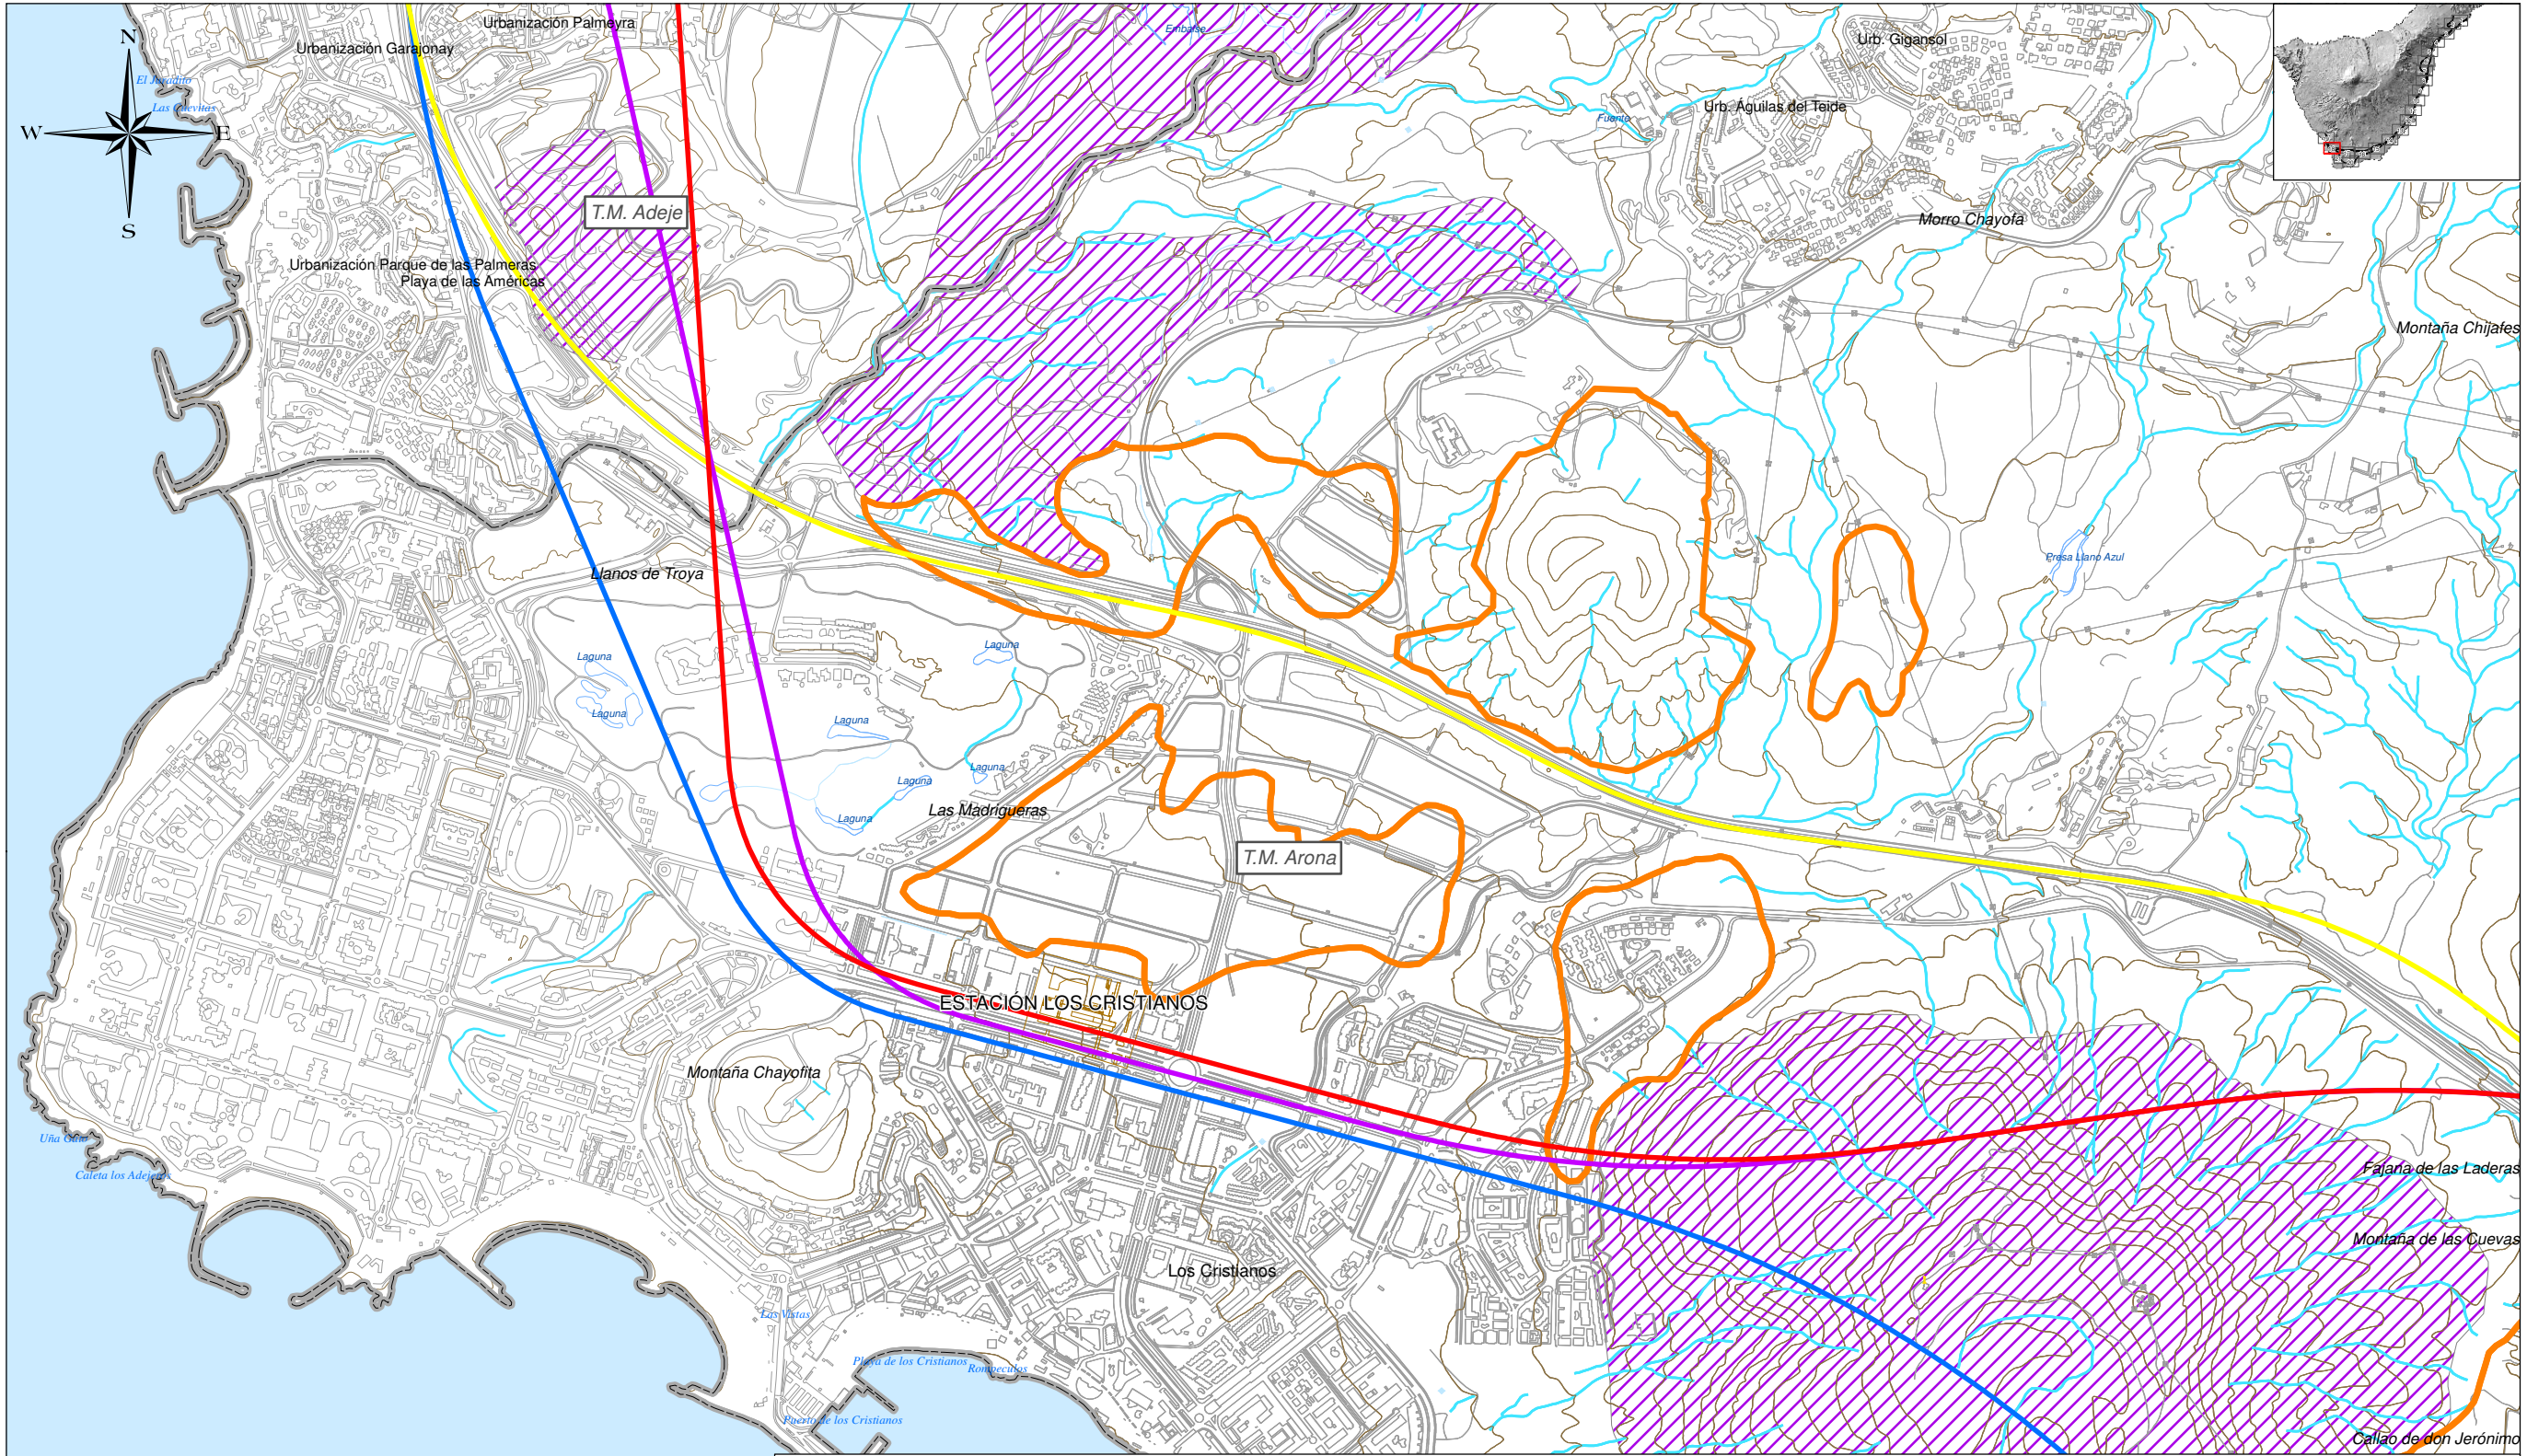 Urbanización Palmeyra
Embalse
Urb. Gigansol
N
Urbanización Garajonay
El Jaradito
Las Cuevitas
Urb. Águilas del Teide
Fuente
W
E
S
T.M. Adeje
Morro Chayofa
Urbanización Parque de las Palmeras
Playa de las Américas
Montaña Chijafes
Presa Llano Azul
Llanos de Troya
Laguna
Laguna
Laguna
Laguna
Laguna
Laguna
Laguna
Las Madrigueras
T.M. Arona
ESTACIÓN LOS CRISTIANOS
Montaña Chayofita
Uña Gato
Caleta los Adejeros
Fajana de las Laderas
Montaña de las Cuevas
Los Cristianos
Las Vistas
Playa de los Cristianos
Rompeculos
Puerto de los Cristianos
Callao de don Jerónimo